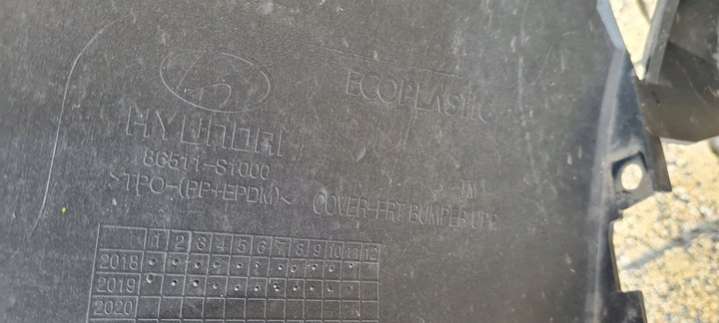 ECOPLASTIC
HYUNDAI
86511-S1000
>TPO-(PP+EPDM)<
COVER-FRT BUMPER UPR
1 2 3 4 5 6 7 8 9 10 11 12
2018
2019
2020